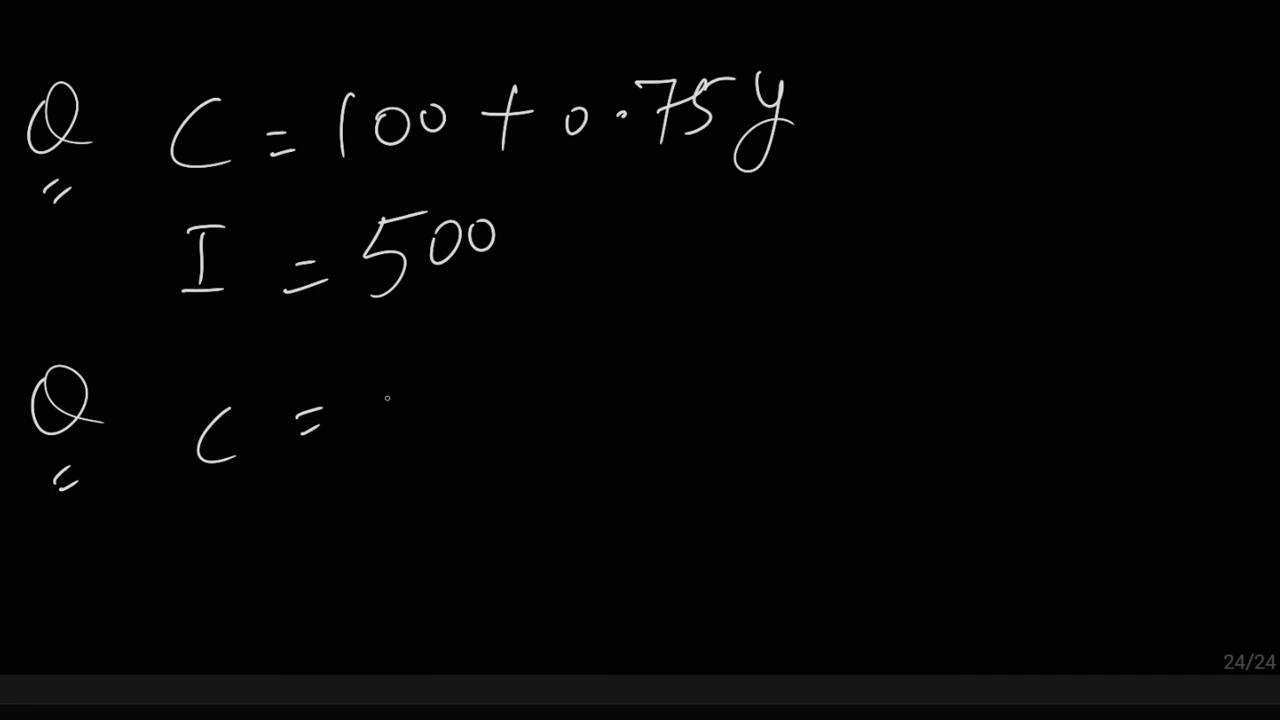 Q C = 100 + 0.75y
I = 500
Q C =
24/24